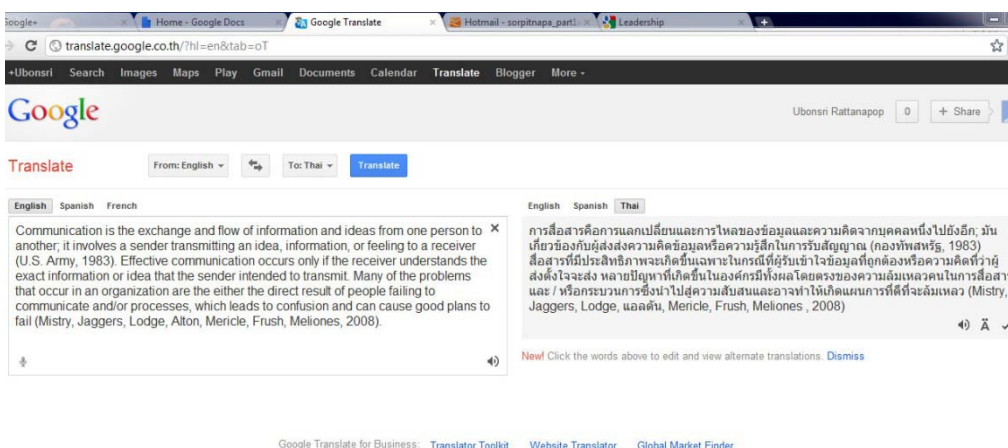 Google+
Home - Google Docs
Google Translate
Hotmail - sorpitnapa_part1
Leadership
translate.google.co.th/?hl=en&tab=oT
+Ubonsri Search Images Maps Play Gmail Documents Calendar Translate Blogger More
Google
Ubonsri Rattanapop 0 + Share
Translate
From: English To: Thai Translate
English Spanish French
Communication is the exchange and flow of information and ideas from one person to
another; it involves a sender transmitting an idea, information, or feeling to a receiver
(U.S. Army, 1983). Effective communication occurs only if the receiver understands the
exact information or idea that the sender intended to transmit. Many of the problems
that occur in an organization are the either the direct result of people failing to
communicate and/or processes, which leads to confusion and can cause good plans to
fail (Mistry, Jaggers, Lodge, Alton, Mericle, Frush, Meliones, 2008).
English Spanish Thai
การสื่อสารคือการแลกเปลี่ยนและการไหลของข้อมูลและความคิดจากบุคคลหนึ่งไปยังอีก; มัน
เกี่ยวข้องกับผู้ส่งส่งความคิดข้อมูลหรือความรู้สึกในการรับสัญญาณ (กองทัพสหรัฐ, 1983)
สื่อสารที่มีประสิทธิภาพจะเกิดขึ้นเฉพาะในกรณีที่ผู้รับเข้าใจข้อมูลที่ถูกต้องหรือความคิดที่ว่าผู้
ส่งตั้งใจจะส่ง หลายปัญหาที่เกิดขึ้นในองค์กรมีทั้งผลโดยตรงของความล้มเหลวคนในการสื่อสาร
และ / หรือกระบวนการซึ่งนำไปสู่ความสับสนและอาจทำให้เกิดแผนการที่ดีที่จะล้มเหลว (Mistry,
Jaggers, Lodge, แอลตัน, Mericle, Frush, Meliones , 2008)
Ä
New! Click the words above to edit and view alternate translations. Dismiss
Google Translate for Business: Translator Toolkit Website Translator Global Market Finder